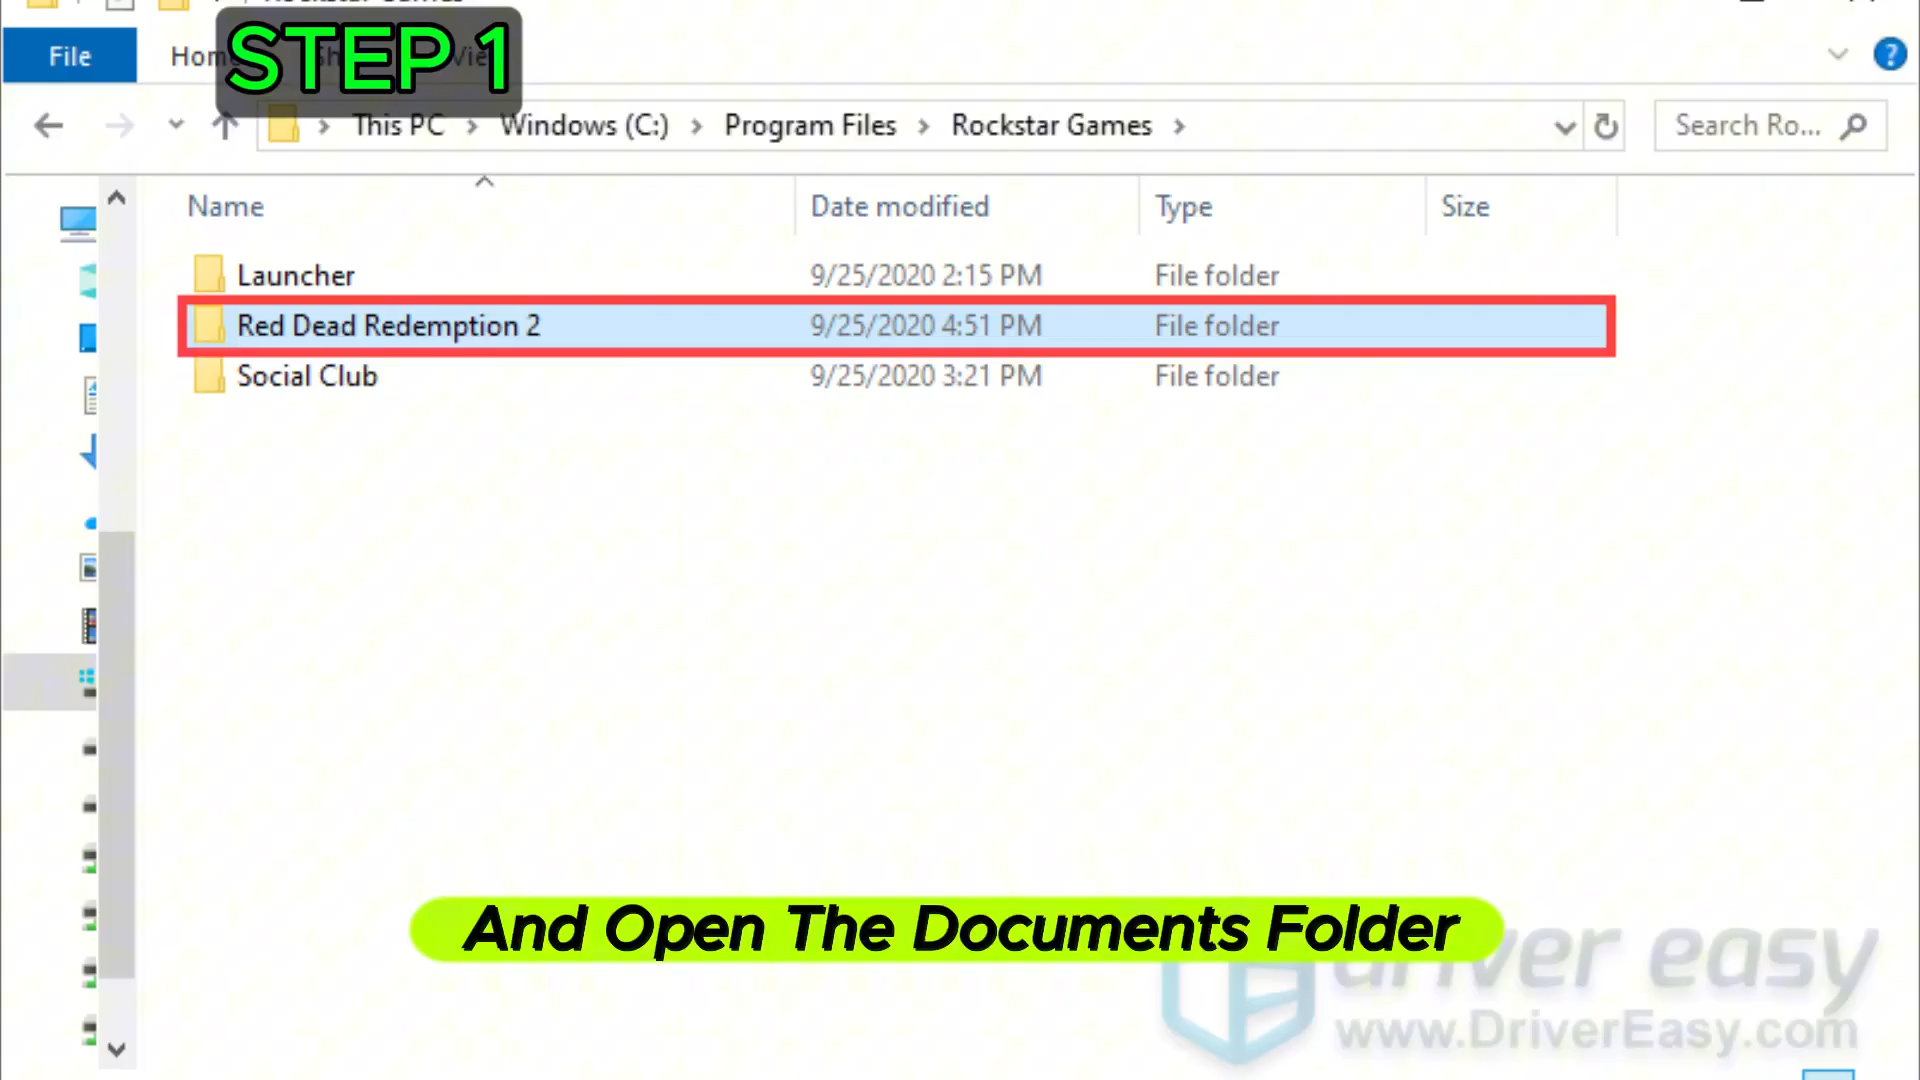 STEP 1
File
This PC > Windows (C:) > Program Files > Rockstar Games >
Search Ro...
Name Date modified Type Size
Launcher 9/25/2020 2:15 PM File folder
Red Dead Redemption 2 9/25/2020 4:51 PM File folder
Social Club 9/25/2020 3:21 PM File folder
And Open The Documents Folder
driver easy
www.DriverEasy.com